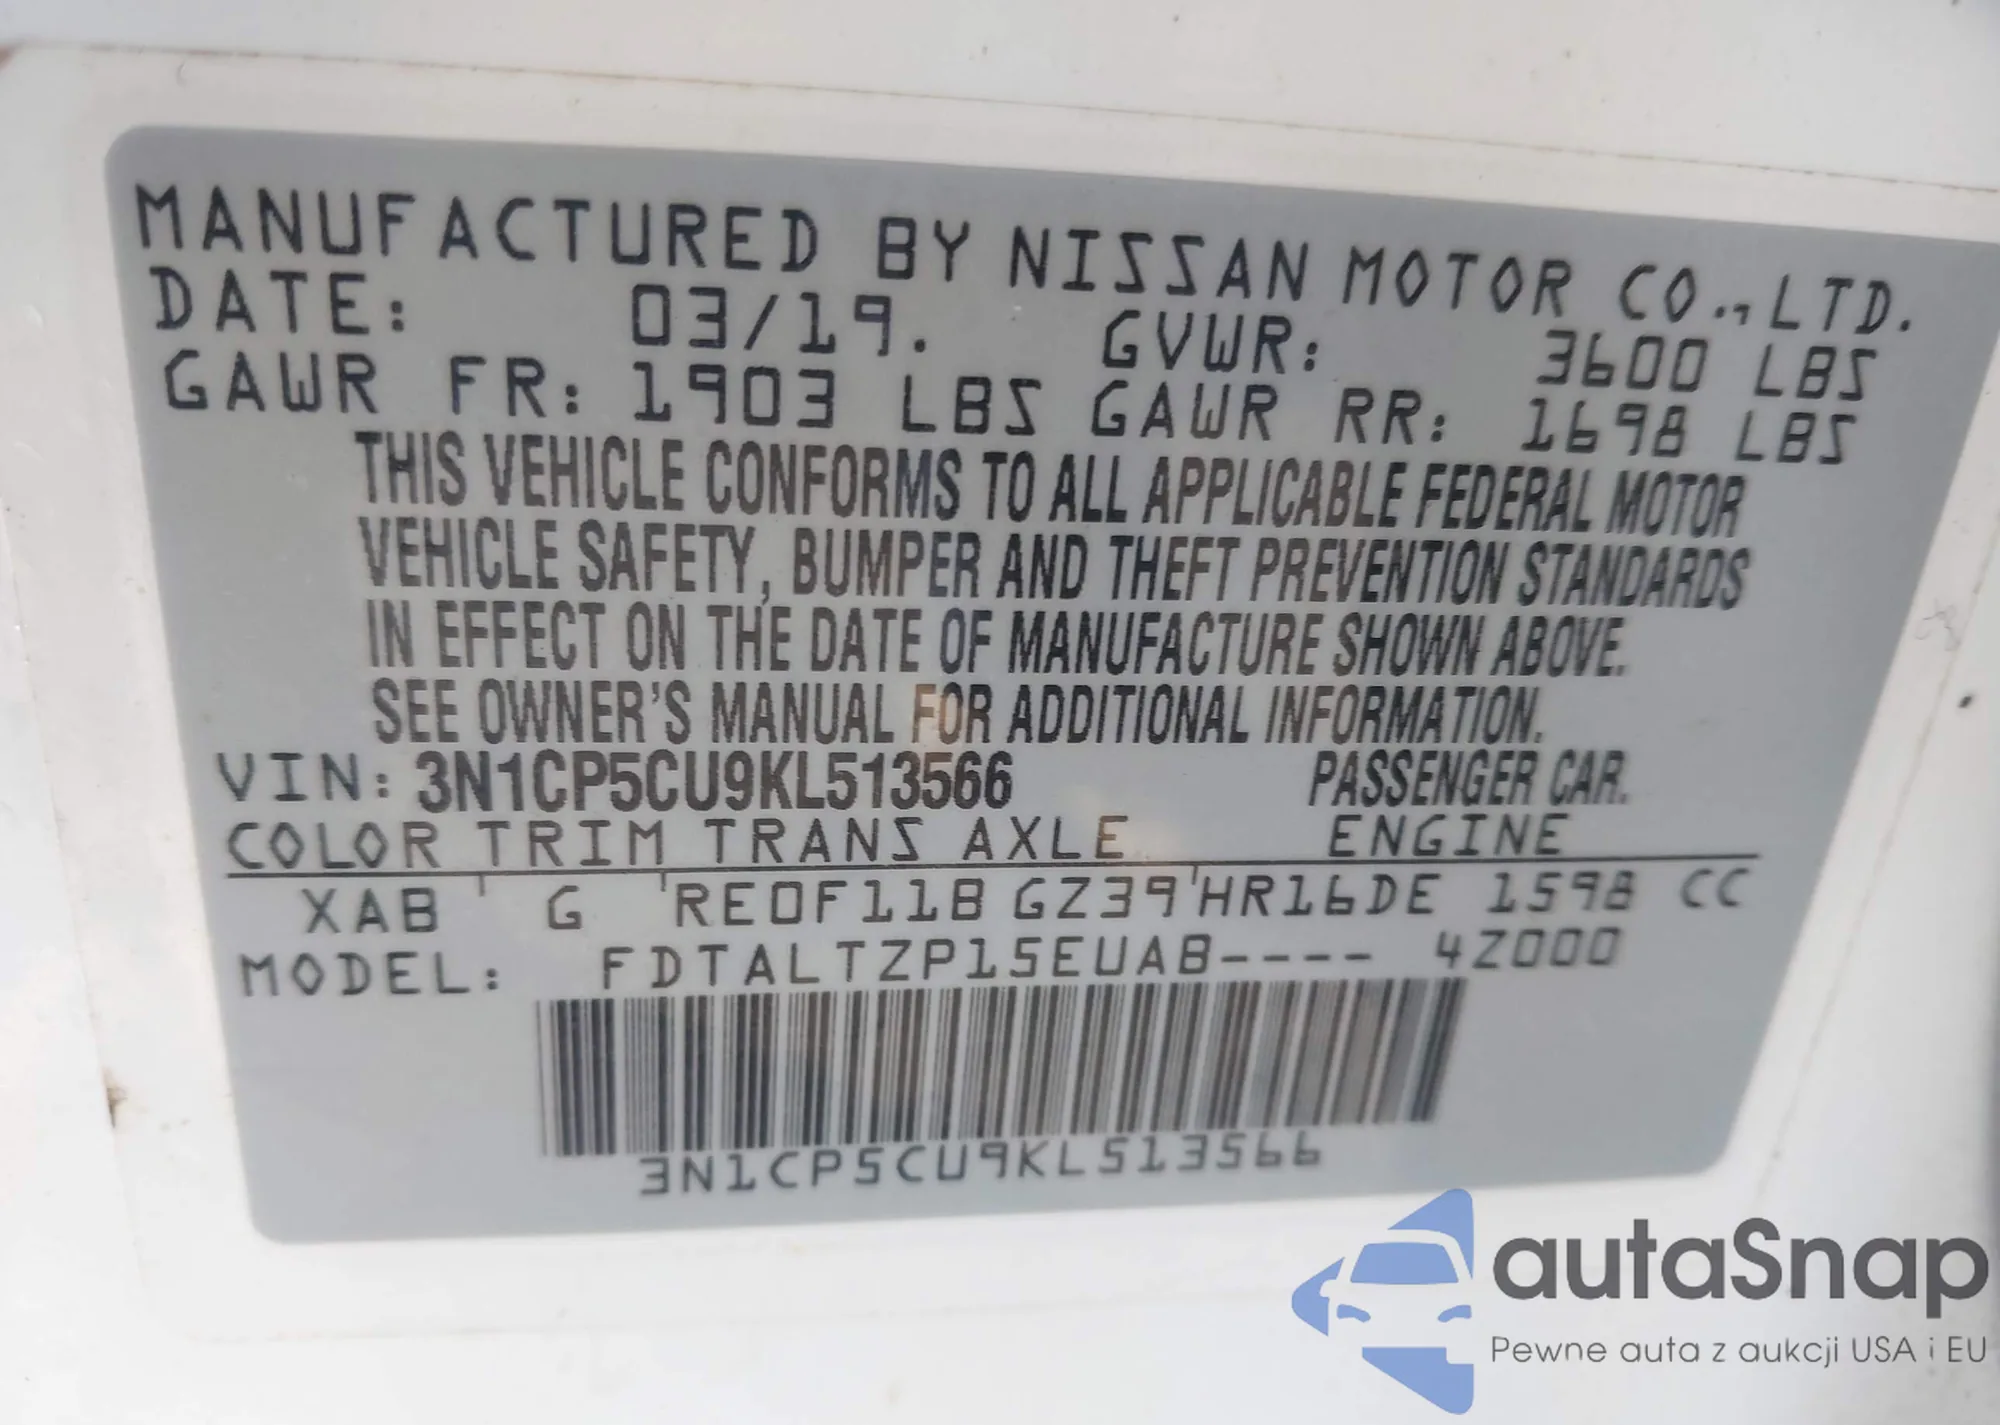 MANUFACTURED BY NISSAN MOTOR CO., LTD.
DATE: 03/19. GVWR: 3600 LBS
GAWR FR: 1903 LBS GAWR RR: 1698 LBS
THIS VEHICLE CONFORMS TO ALL APPLICABLE FEDERAL MOTOR
VEHICLE SAFETY, BUMPER AND THEFT PREVENTION STANDARDS
IN EFFECT ON THE DATE OF MANUFACTURE SHOWN ABOVE.
SEE OWNER'S MANUAL FOR ADDITIONAL INFORMATION.
VIN: 3N1CP5CU9KL513566 PASSENGER CAR.
COLOR TRIM TRANS AXLE ENGINE
XAB G RE0F11B GZ39 HR16DE 1598 CC
MODEL: FDTALTZP15EUAB---- 4Z000
3N1CP5CU9KL513566
autaSnap
Pewne auta z aukcji USA i EU